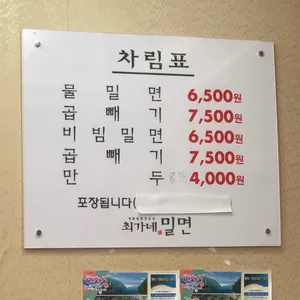 차림표
물밀면 6,500원
곱빼기 7,500원
비빔밀면 6,500원
곱빼기 7,500원
만두 4,000원
포장됩니다(
최가네 밀면